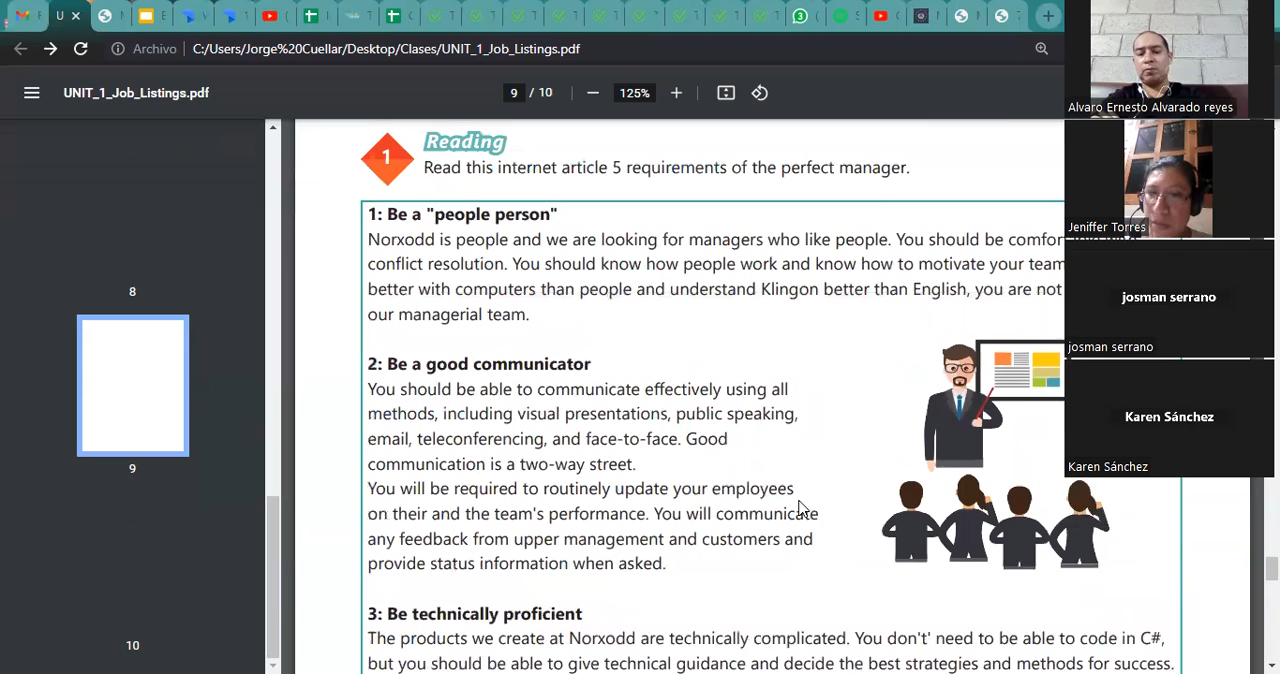 U
3
Archivo
C:/Users/Jorge%20Cuellar/Desktop/Clases/UNIT_1_Job_Listings.pdf
UNIT_1_Job_Listings.pdf
9 / 10
125%
8
9
10
1
Reading
Read this internet article 5 requirements of the perfect manager.
1: Be a "people person"
Norxodd is people and we are looking for managers who like people. You should be comfor
conflict resolution. You should know how people work and know how to motivate your team
better with computers than people and understand Klingon better than English, you are not
our managerial team.
2: Be a good communicator
You should be able to communicate effectively using all
methods, including visual presentations, public speaking,
email, teleconferencing, and face-to-face. Good
communication is a two-way street.
You will be required to routinely update your employees
on their and the team's performance. You will communicate
any feedback from upper management and customers and
provide status information when asked.
3: Be technically proficient
The products we create at Norxodd are technically complicated. You don't' need to be able to code in C#,
but you should be able to give technical guidance and decide the best strategies and methods for success.
Alvaro Ernesto Alvarado reyes
Jeniffer Torres
josman serrano
josman serrano
Karen Sánchez
Karen Sánchez